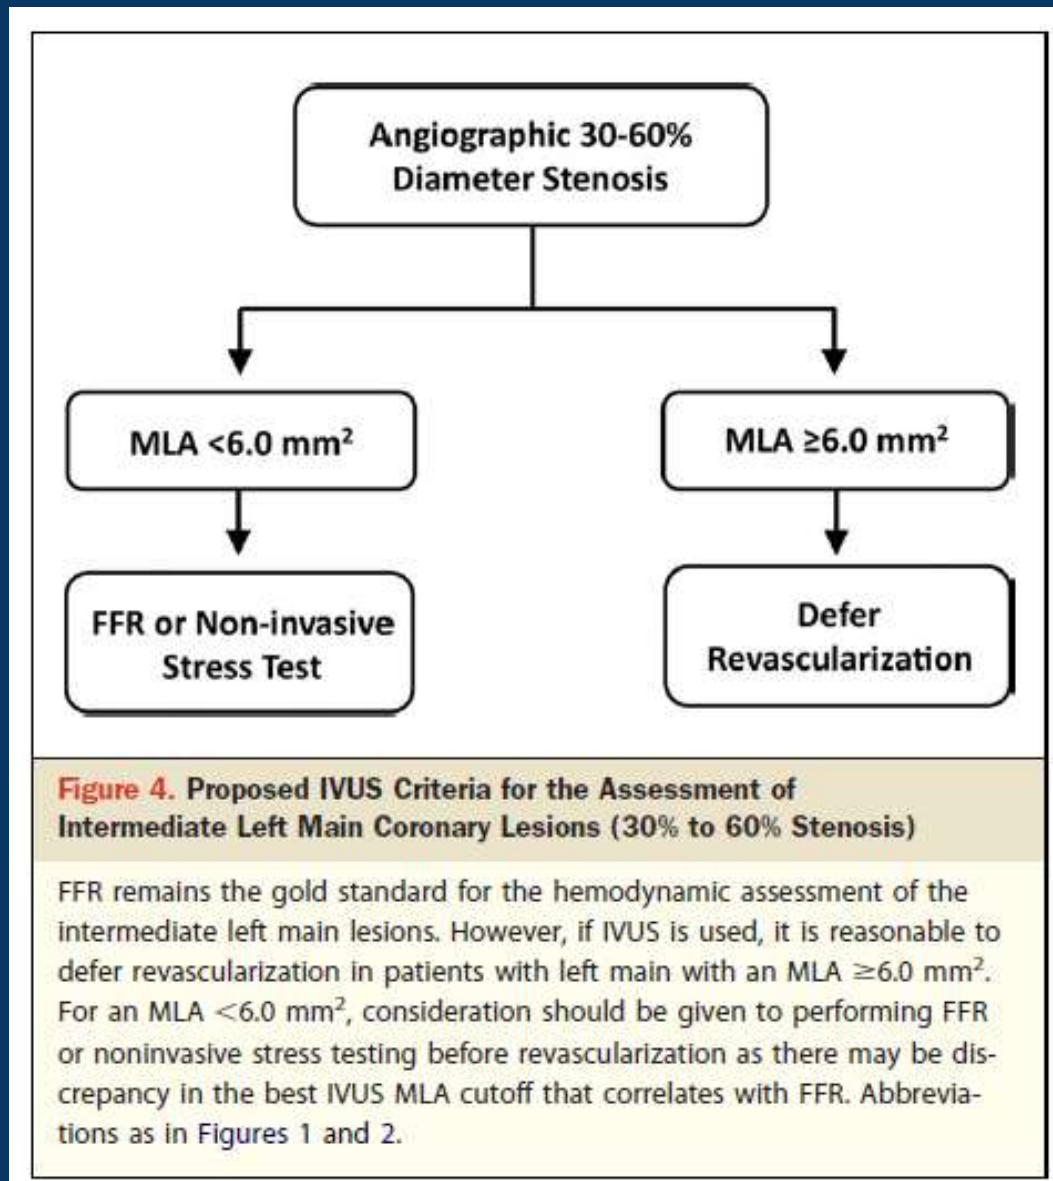 Angiographic 30-60%
Diameter Stenosis
MLA <6.0 mm²
MLA ≥6.0 mm²
FFR or Non-invasive
Stress Test
Defer
Revascularization
Figure 4. Proposed IVUS Criteria for the Assessment of
Intermediate Left Main Coronary Lesions (30% to 60% Stenosis)
FFR remains the gold standard for the hemodynamic assessment of the
intermediate left main lesions. However, if IVUS is used, it is reasonable to
defer revascularization in patients with left main with an MLA ≥6.0 mm².
For an MLA <6.0 mm², consideration should be given to performing FFR
or noninvasive stress testing before revascularization as there may be dis-
crepancy in the best IVUS MLA cutoff that correlates with FFR. Abbrevia-
tions as in Figures 1 and 2.